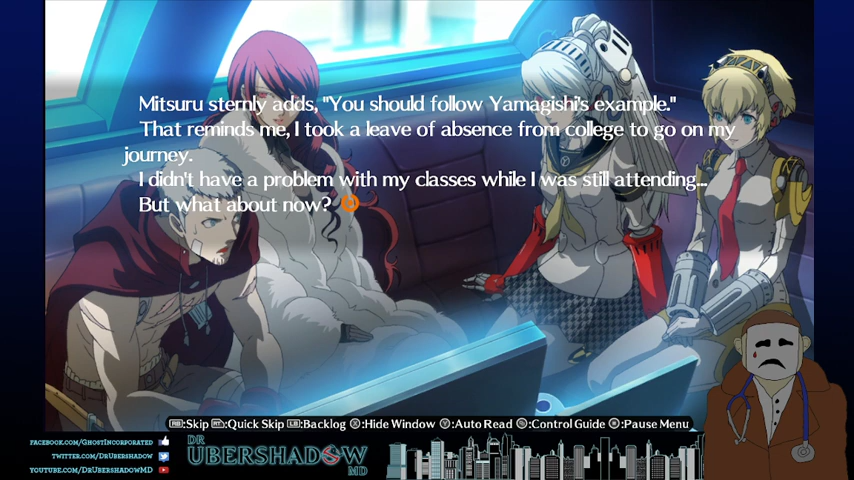 Mitsuru sternly adds, "You should follow Yamagishi's example."
That reminds me, I took a leave of absence from college to go on my
journey.
I didn't have a problem with my classes while I was still attending...
But what about now?
RB:Skip RT:Quick Skip LB:Backlog X:Hide Window Y:Auto Read :Control Guide :Pause Menu
FACEBOOK.COM/GHOSTINCORPORATED
TWITTER.COM/DRUBERSHADOW
YOUTUBE.COM/DRUBERSHADOWMD
DR
UBERSHADOW
MD